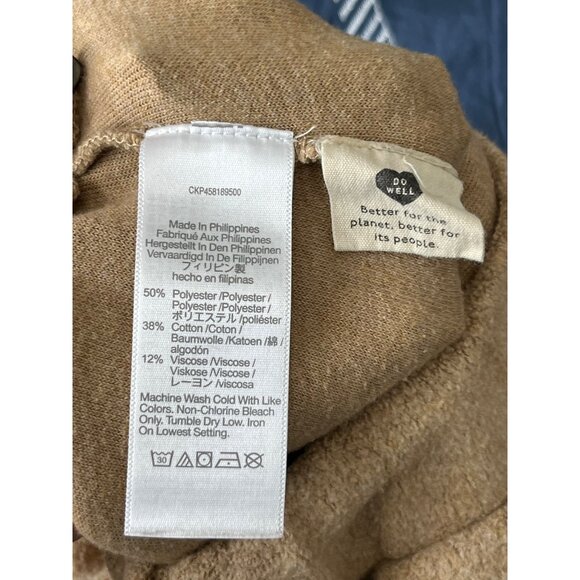 CKP458189500
Made In Philippines
Fabriqué Aux Philippines
Hergestellt In Den Philippinen
Vervaardigd In De Filippijnen
フィリピン製
hecho en filipinas
50% Polyester /Polyester /
Polyester /Polyester /
ポリエステル /poliéster
38% Cotton /Coton /
Baumwolle /Katoen /綿 /
algodón
12% Viscose /Viscose /
Viskose /Viscose /
レーヨン /viscosa
Machine Wash Cold With Like
Colors. Non-Chlorine Bleach
Only. Tumble Dry Low. Iron
On Lowest Setting.
30
DO
WELL
Better for the
planet, better for
its people.